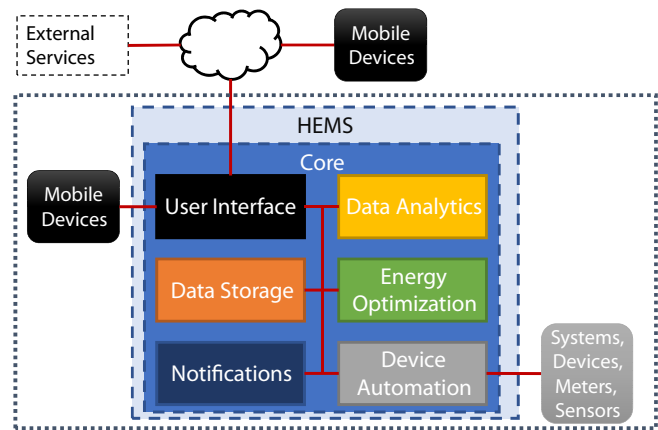 External
Services
Mobile
Devices
HEMS
Core
Mobile
Devices
User Interface
Data Analytics
Data Storage
Energy
Optimization
Notifications
Device
Automation
Systems,
Devices,
Meters,
Sensors